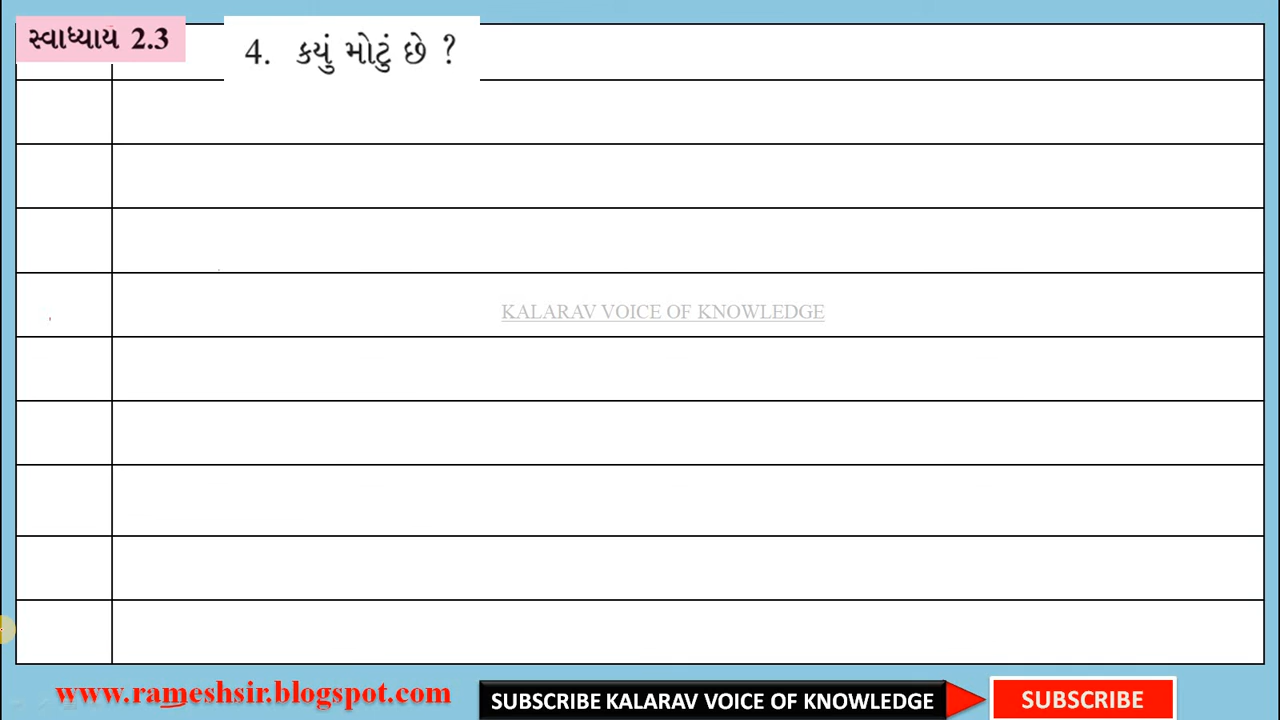 સ્વાધ્યાય 2.3
4. કયું મોટું છે ?
KALARAV VOICE OF KNOWLEDGE
www.rameshsir.blogspot.com
SUBSCRIBE KALARAV VOICE OF KNOWLEDGE
SUBSCRIBE